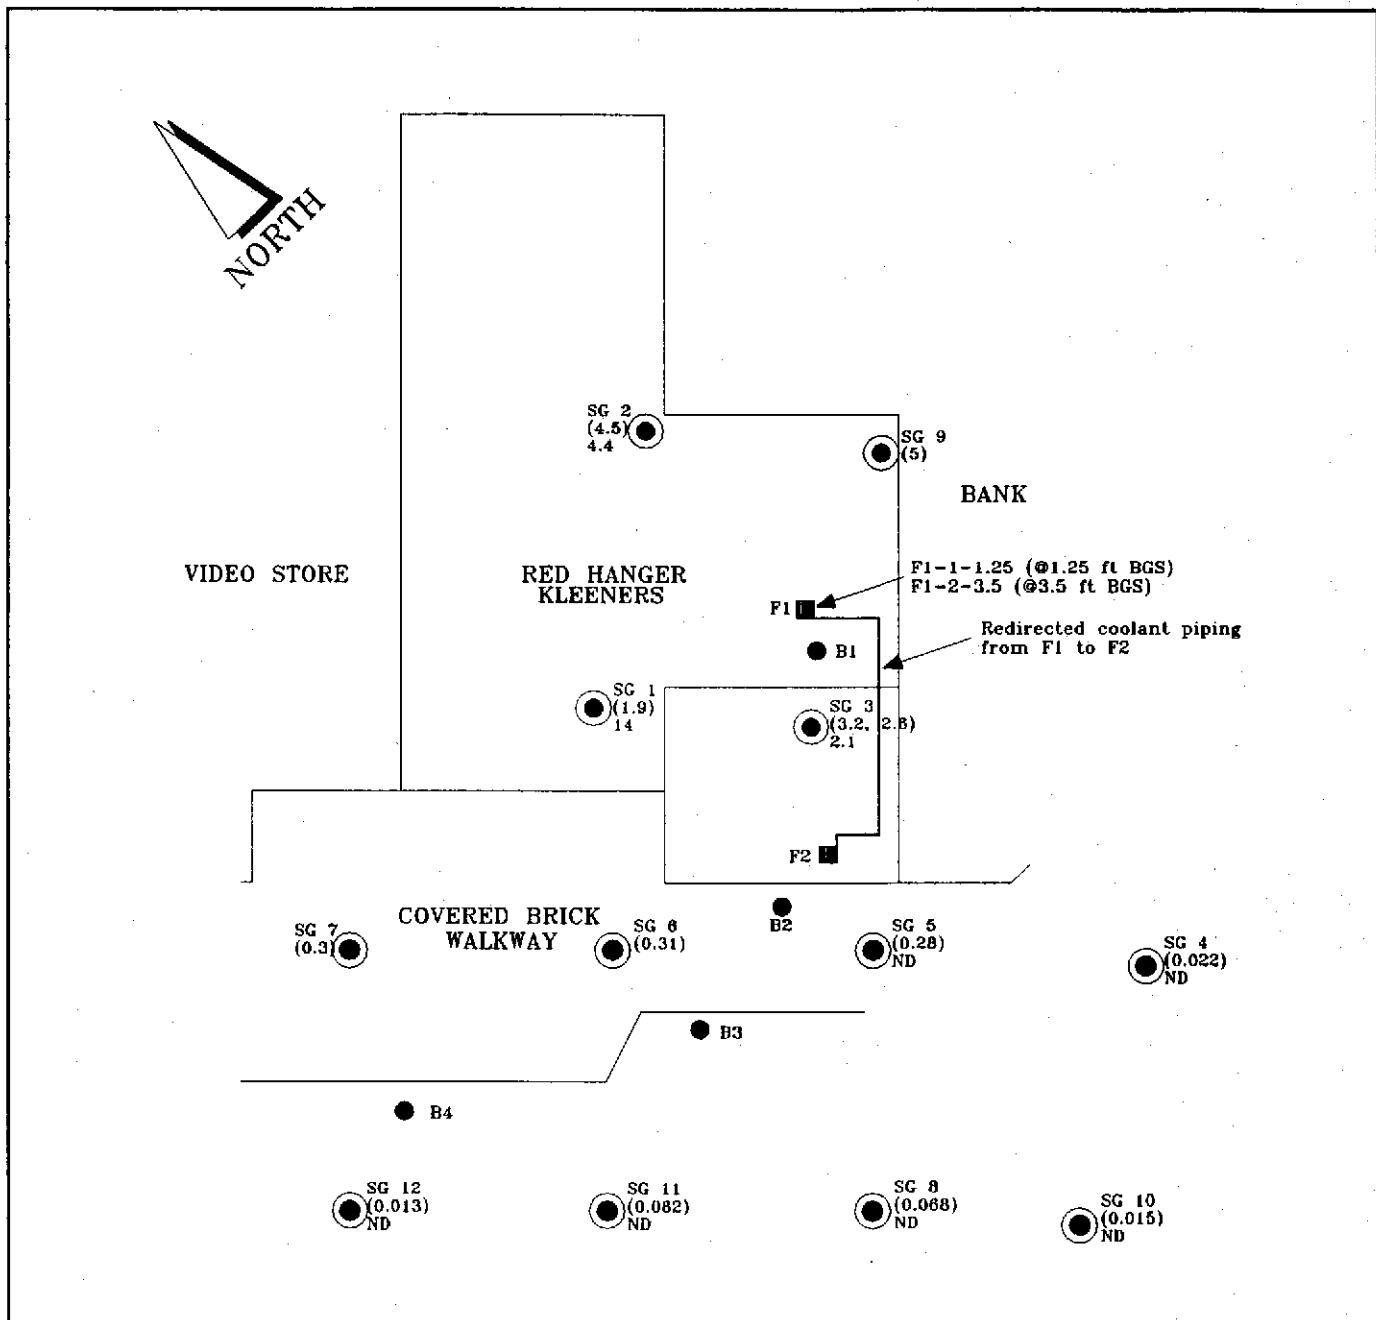 NORTH
SG 2
(4.5)
4.4
SG 9
(5)
BANK
VIDEO STORE
RED HANGER
KLEENERS
F1-1-1.25 (@1.25 ft BGS)
F1-2-3.5 (@3.5 ft BGS)
F1
Redirected coolant piping
from F1 to F2
B1
SG 1
(1.9)
14
SG 3
(3.2, 2.8)
2.1
F2
COVERED BRICK
WALKWAY
B2
SG 7
(0.3)
SG 6
(0.31)
SG 5
(0.28)
ND
SG 4
(0.022)
ND
B3
B4
SG 12
(0.013)
ND
SG 11
(0.082)
ND
SG 8
(0.068)
ND
SG 10
(0.015)
ND